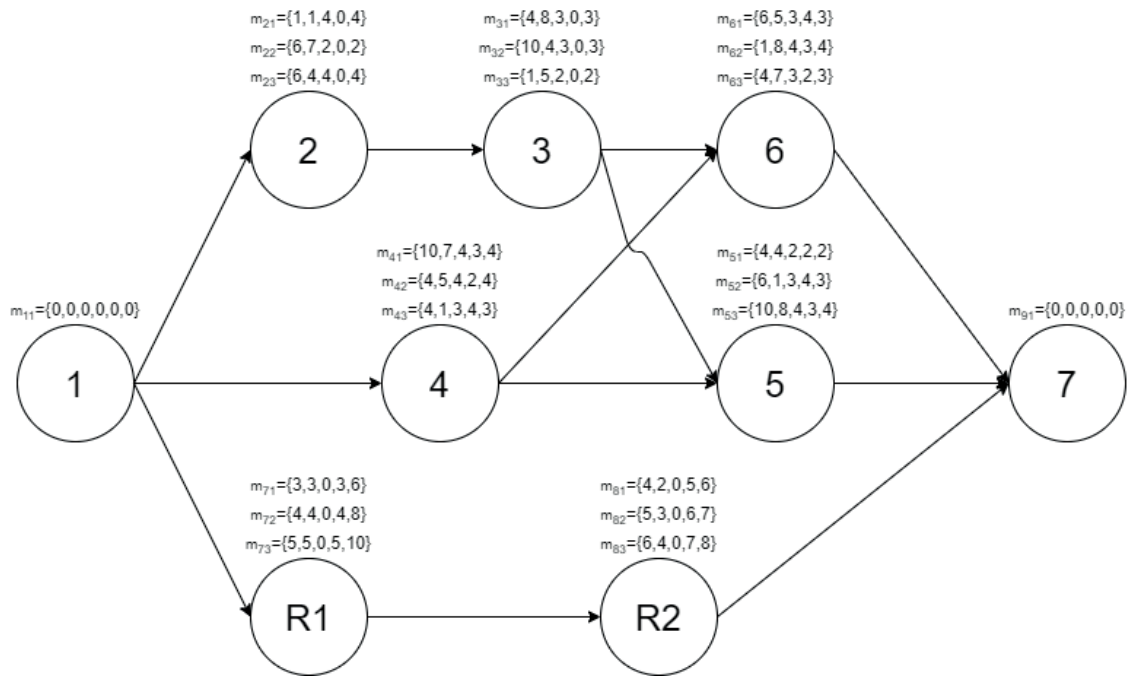 m21={1,1,4,0,4}
m22={6,7,2,0,2}
m23={6,4,4,0,4}
2
m31={4,8,3,0,3}
m32={10,4,3,0,3}
m33={1,5,2,0,2}
3
m61={6,5,3,4,3}
m62={1,8,4,3,4}
m63={4,7,3,2,3}
6
m11={0,0,0,0,0,0}
1
m41={10,7,4,3,4}
m42={4,5,4,2,4}
m43={4,1,3,4,3}
4
m51={4,4,2,2,2}
m52={6,1,3,4,3}
m53={10,8,4,3,4}
5
m91={0,0,0,0,0}
7
m71={3,3,0,3,6}
m72={4,4,0,4,8}
m73={5,5,0,5,10}
R1
m81={4,2,0,5,6}
m82={5,3,0,6,7}
m83={6,4,0,7,8}
R2